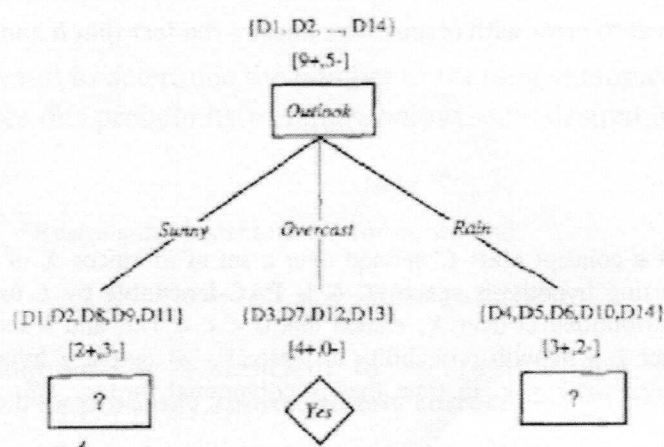 {D1, D2, ..., D14}
[9+,5-]
Outlook
Sunny
Overcast
Rain
{D1,D2,D8,D9,D11}
{D3,D7,D12,D13}
{D4,D5,D6,D10,D14}
[2+,3-]
[4+,0-]
[3+,2-]
?
Yes
?